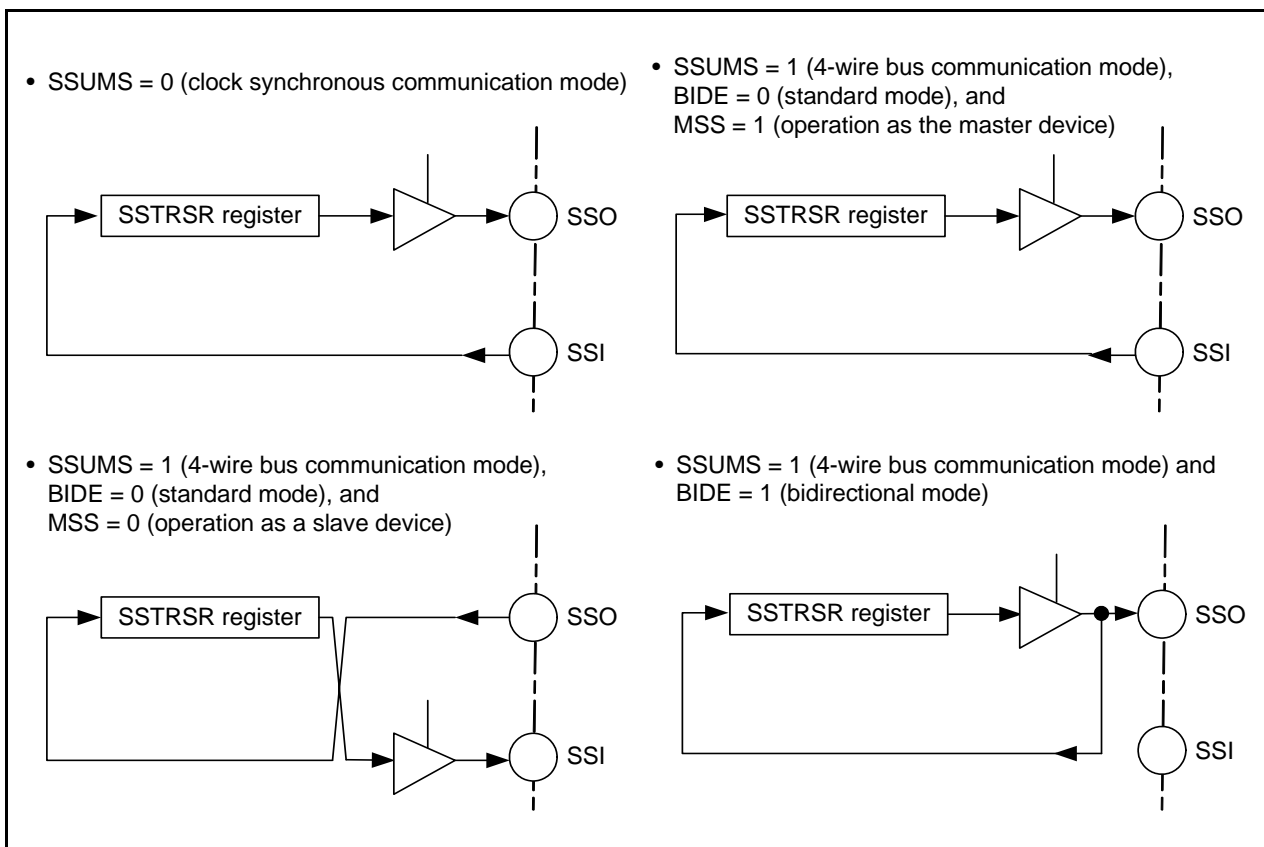 • SSUMS = 0 (clock synchronous communication mode)
SSTRSR register
SSO
SSI
• SSUMS = 1 (4-wire bus communication mode),
BIDE = 0 (standard mode), and
MSS = 1 (operation as the master device)
SSTRSR register
SSO
SSI
• SSUMS = 1 (4-wire bus communication mode),
BIDE = 0 (standard mode), and
MSS = 0 (operation as a slave device)
SSTRSR register
SSO
SSI
• SSUMS = 1 (4-wire bus communication mode) and
BIDE = 1 (bidirectional mode)
SSTRSR register
SSO
SSI